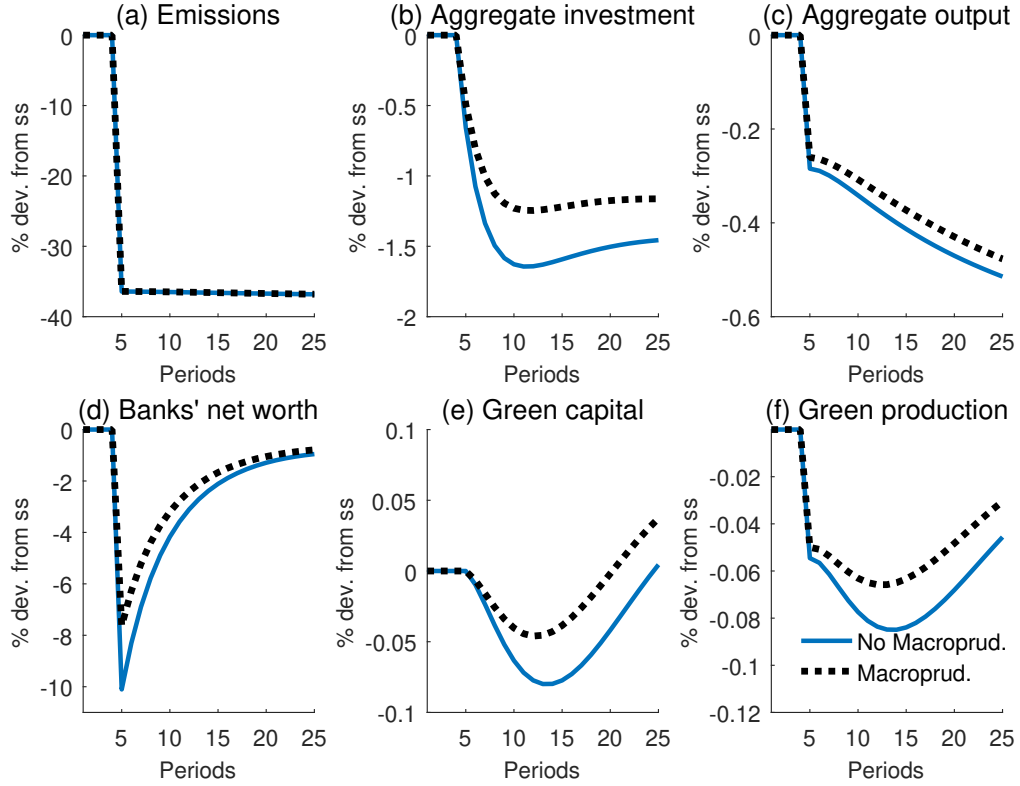 (a) Emissions
% dev. from ss
0
-10
-20
-30
-40
5 10 15 20 25
Periods
(b) Aggregate investment
% dev. from ss
0
-0.5
-1
-1.5
-2
5 10 15 20 25
Periods
(c) Aggregate output
% dev. from ss
0
-0.2
-0.4
-0.6
5 10 15 20 25
Periods
(d) Banks' net worth
% dev. from ss
0
-2
-4
-6
-8
-10
5 10 15 20 25
Periods
(e) Green capital
% dev. from ss
0.1
0.05
0
-0.05
-0.1
5 10 15 20 25
Periods
(f) Green production
% dev. from ss
-0.02
-0.04
-0.06
-0.08
-0.1
-0.12
No Macroprud.
Macroprud.
5 10 15 20 25
Periods